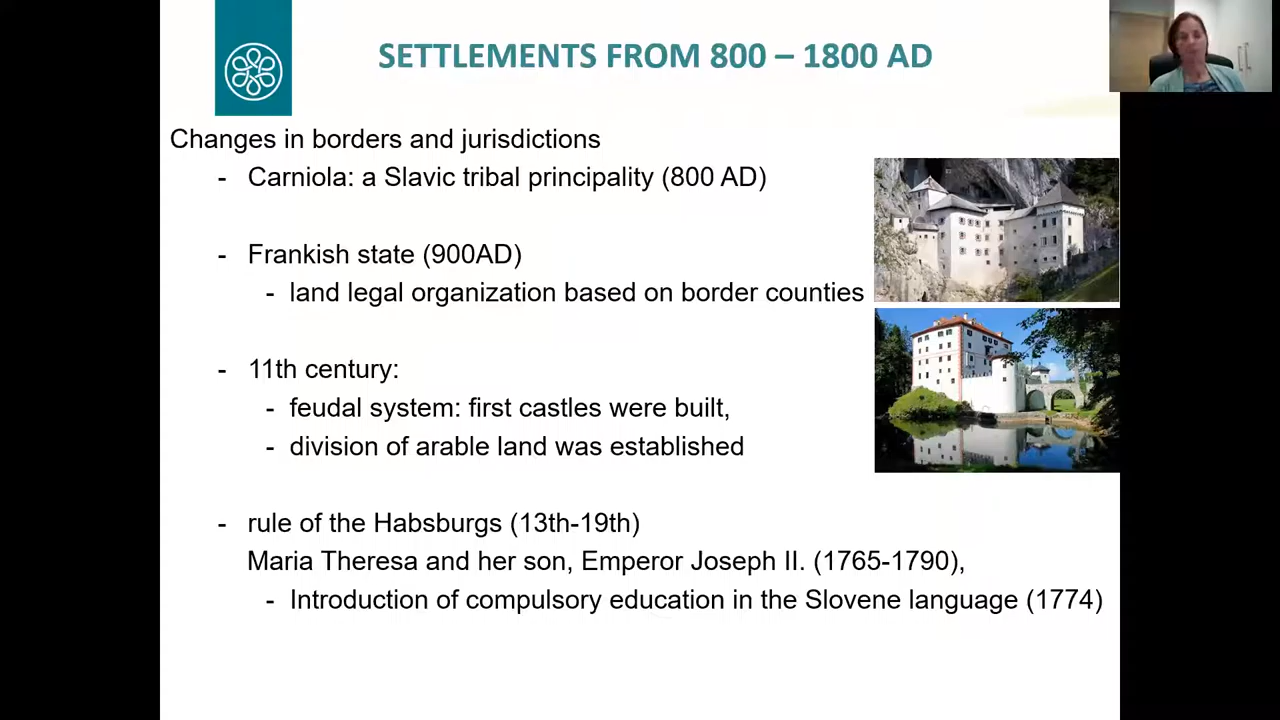 SETTLEMENTS FROM 800 – 1800 AD
Changes in borders and jurisdictions
- Carniola: a Slavic tribal principality (800 AD)
- Frankish state (900AD)
- land legal organization based on border counties
- 11th century:
- feudal system: first castles were built,
- division of arable land was established
- rule of the Habsburgs (13th-19th)
Maria Theresa and her son, Emperor Joseph II. (1765-1790),
- Introduction of compulsory education in the Slovene language (1774)